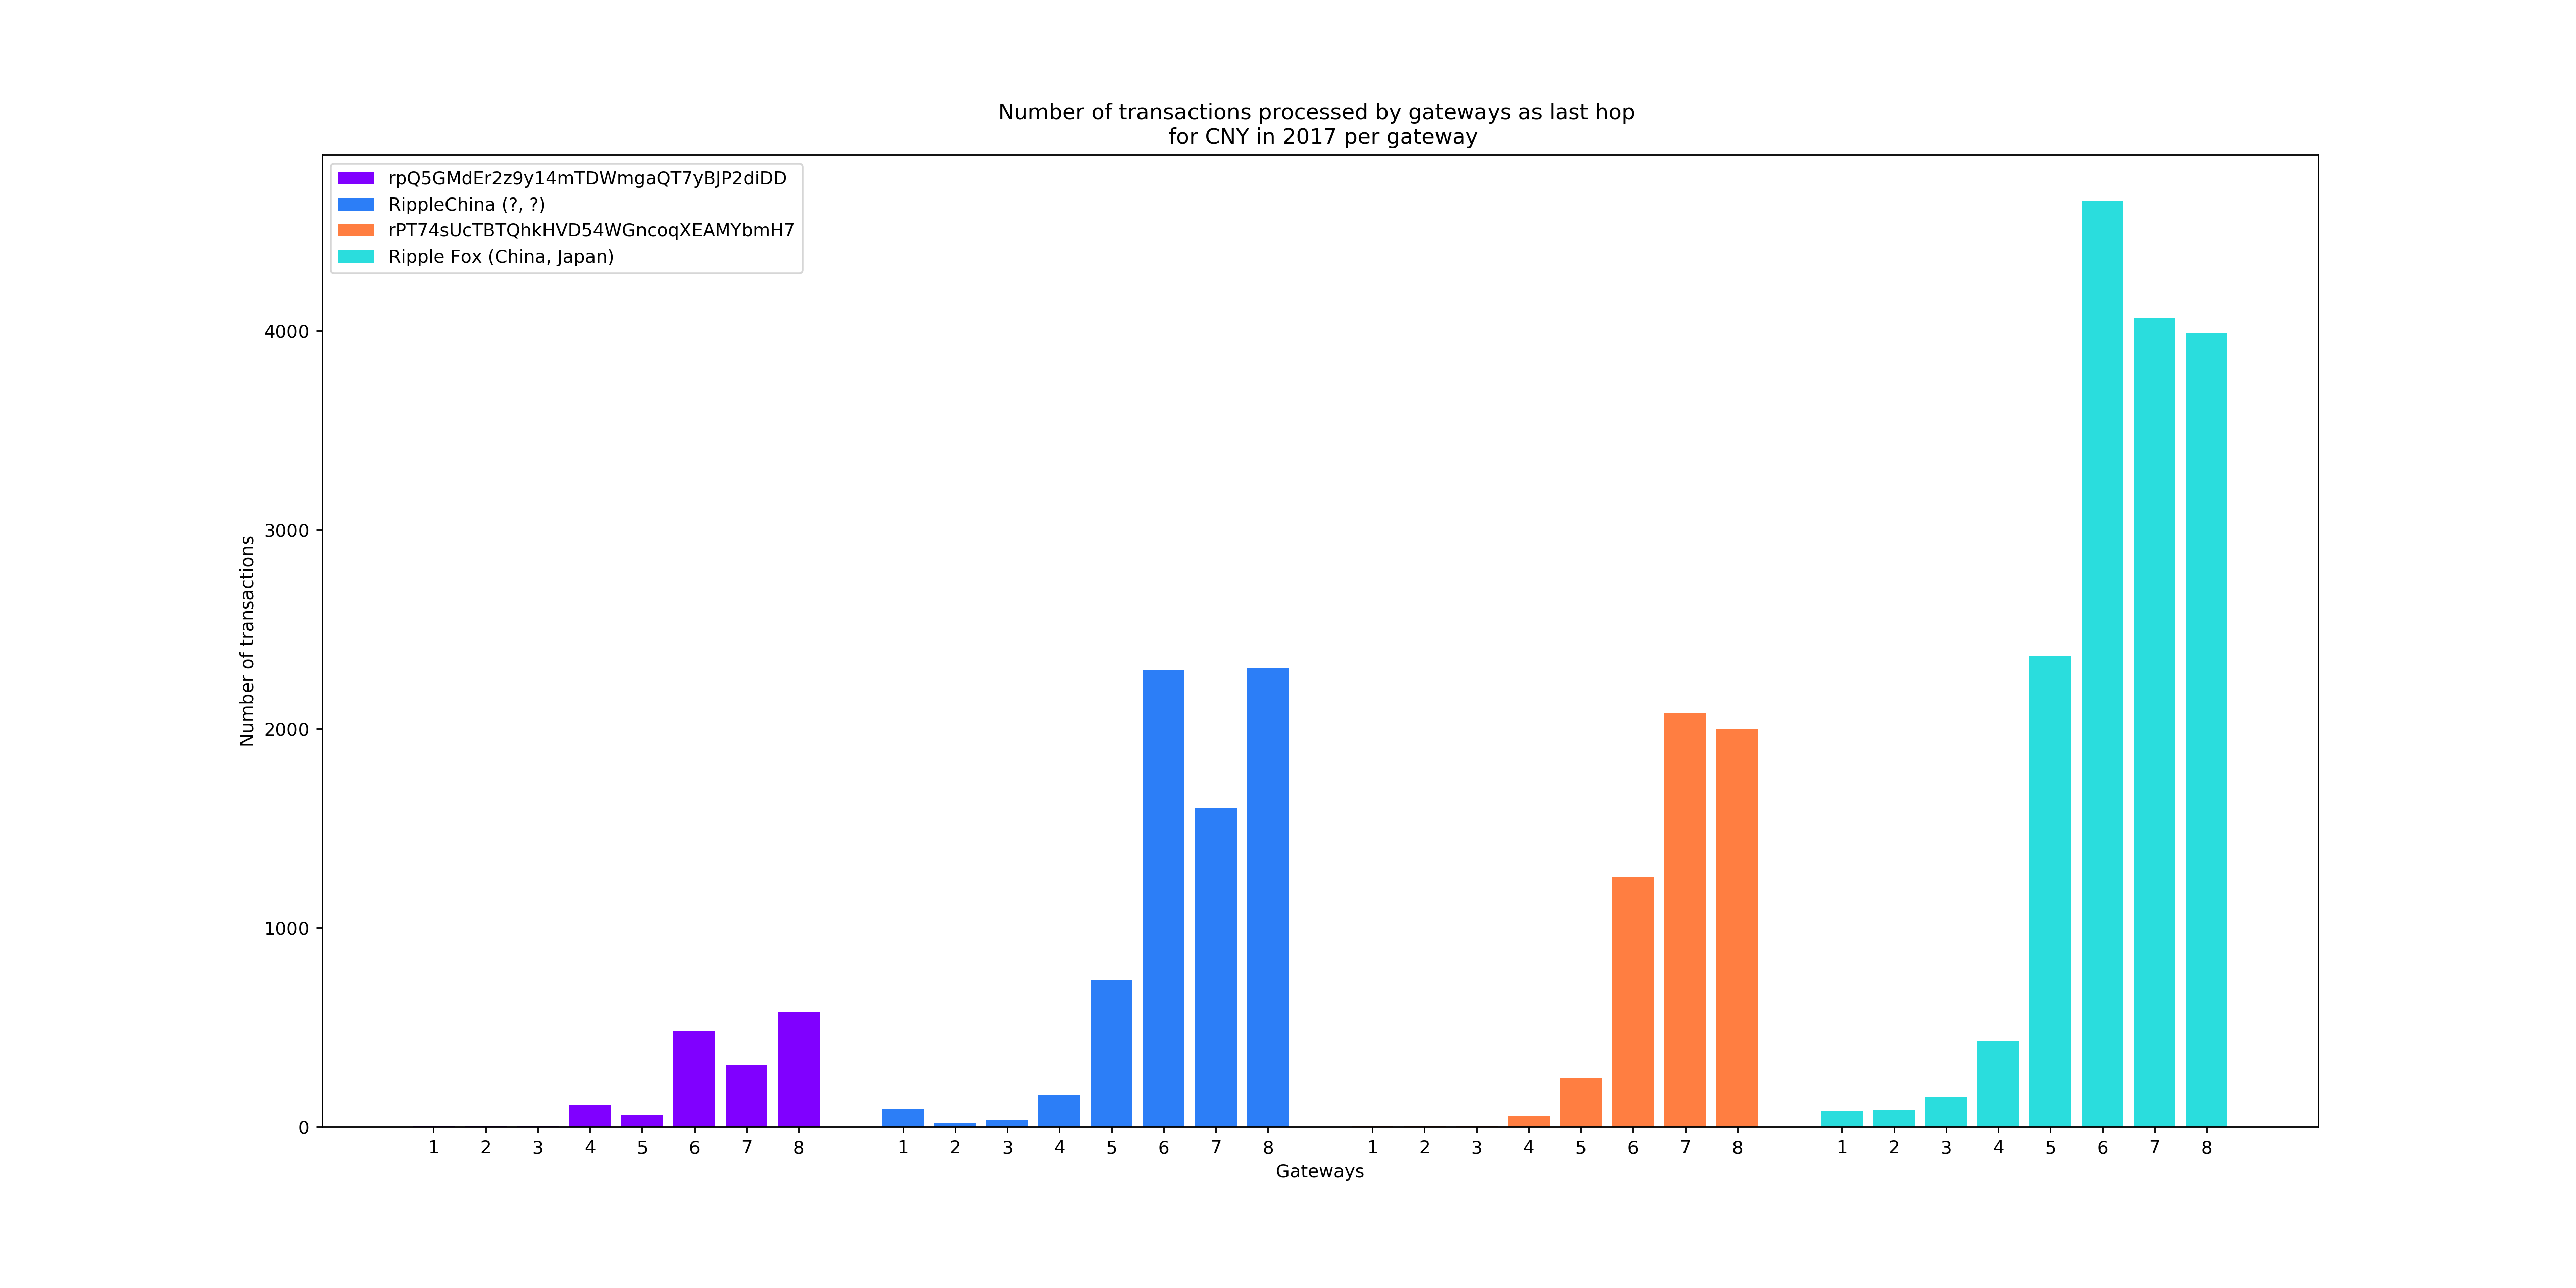 Number of transactions processed by gateways as last hop
for CNY in 2017 per gateway
rpQ5GMdEr2z9y14mTDWmgaQT7yBJP2diDD
RippleChina (?, ?)
rPT74sUcTBTQhkHVD54WGncoqXEAMYbmH7
Ripple Fox (China, Japan)
Number of transactions
4000
3000
2000
1000
0
1 2 3 4 5 6 7 8 1 2 3 4 5 6 7 8 1 2 3 4 5 6 7 8 1 2 3 4 5 6 7 8
Gateways